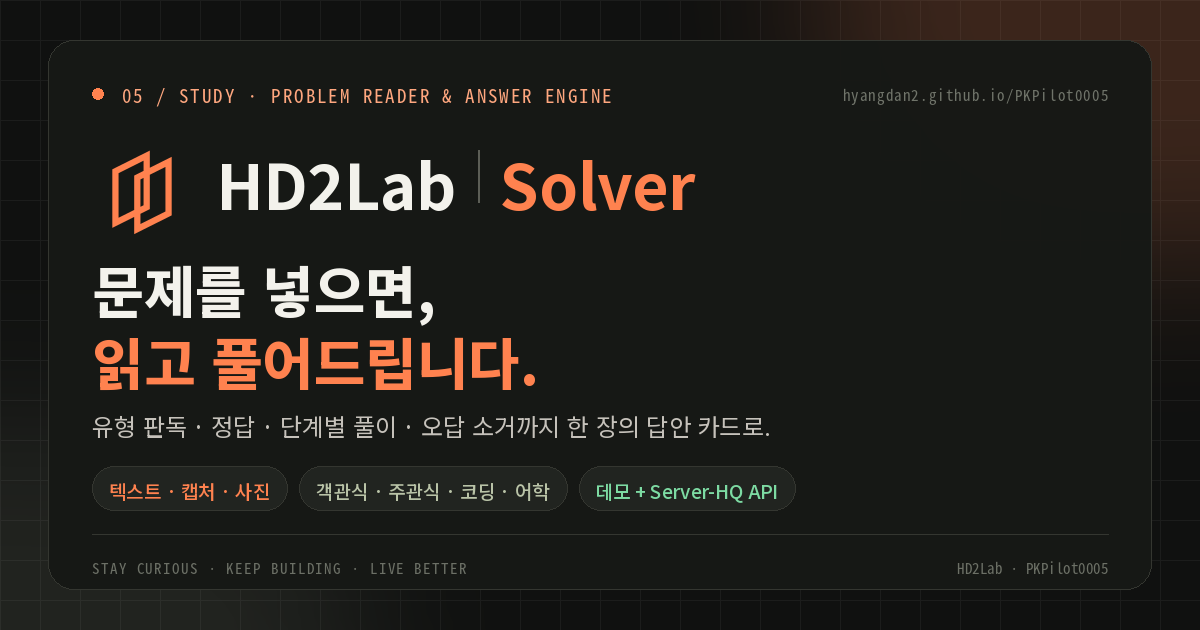 05 / STUDY · PROBLEM READER & ANSWER ENGINE
hyangdan2.github.io/PKPilot0005
HD2Lab | Solver
문제를 넣으면,
읽고 풀어드립니다.
유형 판독 · 정답 · 단계별 풀이 · 오답 소거까지 한 장의 답안 카드로.
텍스트 · 캡처 · 사진
객관식 · 주관식 · 코딩 · 어학
데모 + Server-HQ API
STAY CURIOUS · KEEP BUILDING · LIVE BETTER
HD2Lab · PKPilot0005